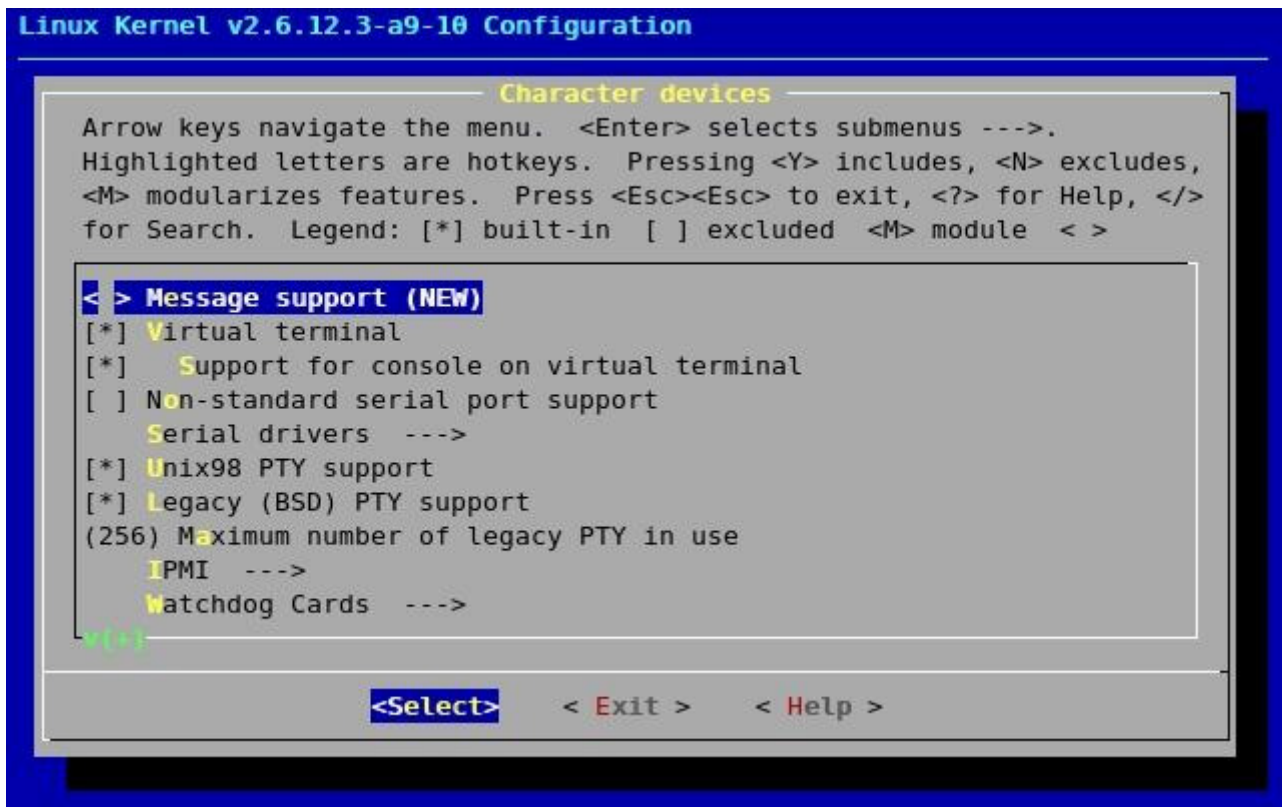 Linux Kernel v2.6.12.3-a9-10 Configuration
Character devices
Arrow keys navigate the menu.  <Enter> selects submenus --->.
Highlighted letters are hotkeys.  Pressing <Y> includes, <N> excludes,
<M> modularizes features.  Press <Esc><Esc> to exit, <?> for Help, </>
for Search.  Legend: [*] built-in  [ ] excluded  <M> module  < >
< > Message support (NEW)
[*] Virtual terminal
[*]   Support for console on virtual terminal
[ ] Non-standard serial port support
    Serial drivers  --->
[*] Unix98 PTY support
[*] Legacy (BSD) PTY support
(256) Maximum number of legacy PTY in use
    IPMI  --->
    Watchdog Cards  --->
v(+)
<Select>    < Exit >    < Help >